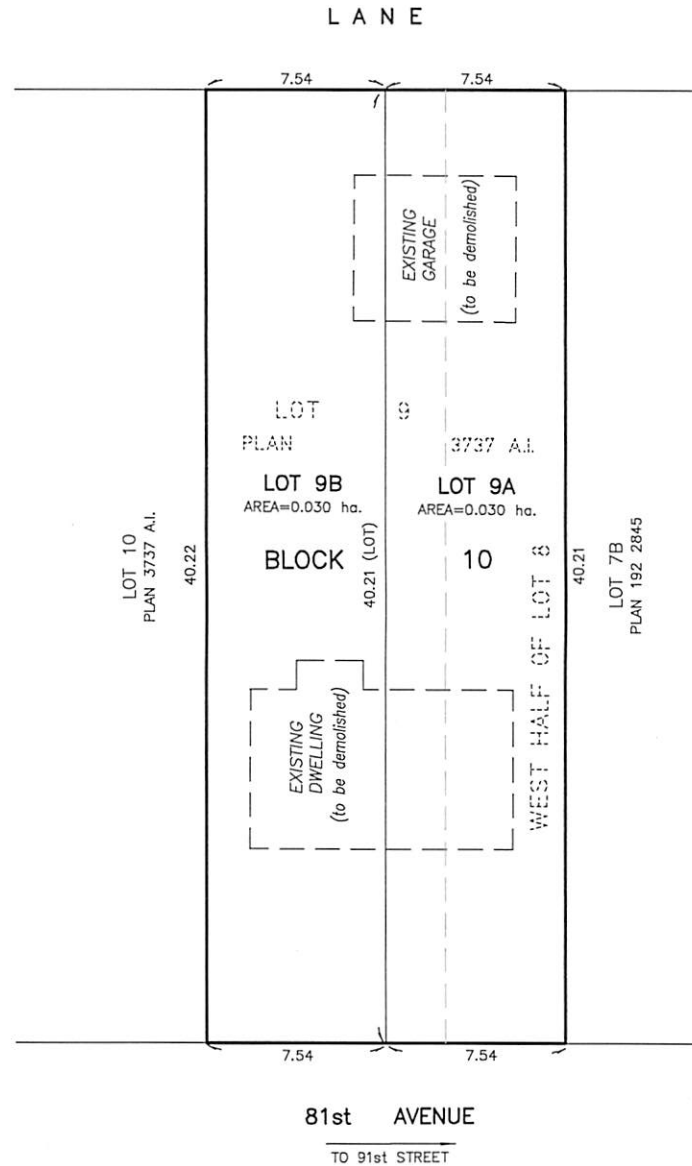 LANE
7.54
7.54
EXISTING
GARAGE
(to be demolished)
LOT 9
PLAN 3737 A.I.
LOT 9B
AREA=0.030 ha.
LOT 9A
AREA=0.030 ha.
BLOCK 10
LOT 10
PLAN 3737 A.I.
40.22
40.21 (LOT)
WEST HALF OF LOT 8
40.21
LOT 7B
PLAN 192 2845
EXISTING
DWELLING
(to be demolished)
7.54
7.54
81st AVENUE
TO 91st STREET